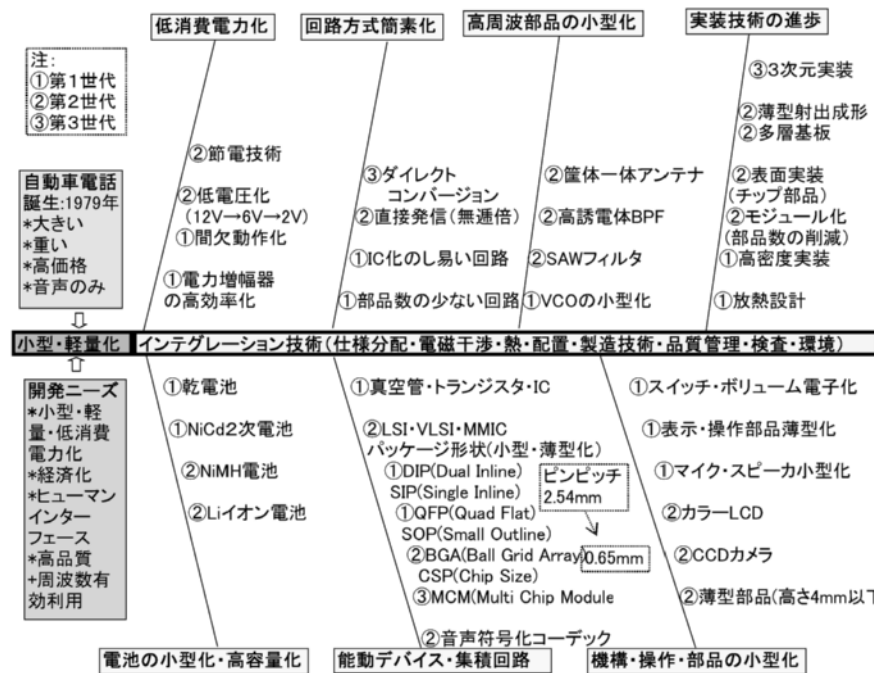 低消費電力化
回路方式簡素化
高周波部品の小型化
実装技術の進歩
注:
①第1世代
②第2世代
③第3世代
自動車電話
誕生:1979年
*大きい
*重い
*高価格
*音声のみ
②節電技術
②低電圧化
(12V→6V→2V)
①間欠動作化
①電力増幅器
の高効率化
③ダイレクト
コンバージョン
②直接発信(無逓倍)
①IC化のし易い回路
①部品数の少ない回路
②筐体一体アンテナ
②高誘電体BPF
②SAWフィルタ
①VCOの小型化
③3次元実装
②薄型射出成形
②多層基板
②表面実装
(チップ部品)
②モジュール化
(部品数の削減)
①高密度実装
①放熱設計
小型・軽量化
インテグレーション技術(仕様分配・電磁干渉・熱・配置・製造技術・品質管理・検査・環境)
開発ニーズ
*小型・軽
量・低消費
電力化
*経済化
*ヒューマン
インター
フェース
*高品質
+周波数有
効利用
①乾電池
①NiCd2次電池
②NiMH電池
②Liイオン電池
①真空管・トランジスタ・IC
②LSI・VLSI・MMIC
パッケージ形状(小型・薄型化)
①DIP(Dual Inline)
SIP(Single Inline)
①QFP(Quad Flat)
SOP(Small Outline)
②BGA(Ball Grid Array)
CSP(Chip Size)
③MCM(Multi Chip Module
②音声符号化コーデック
ピンピッチ
2.54mm
0.65mm
①スイッチ・ボリューム電子化
①表示・操作部品薄型化
①マイク・スピーカ小型化
②カラーLCD
②CCDカメラ
②薄型部品(高さ4mm以下
電池の小型化・高容量化
能動デバイス・集積回路
機構・操作・部品の小型化